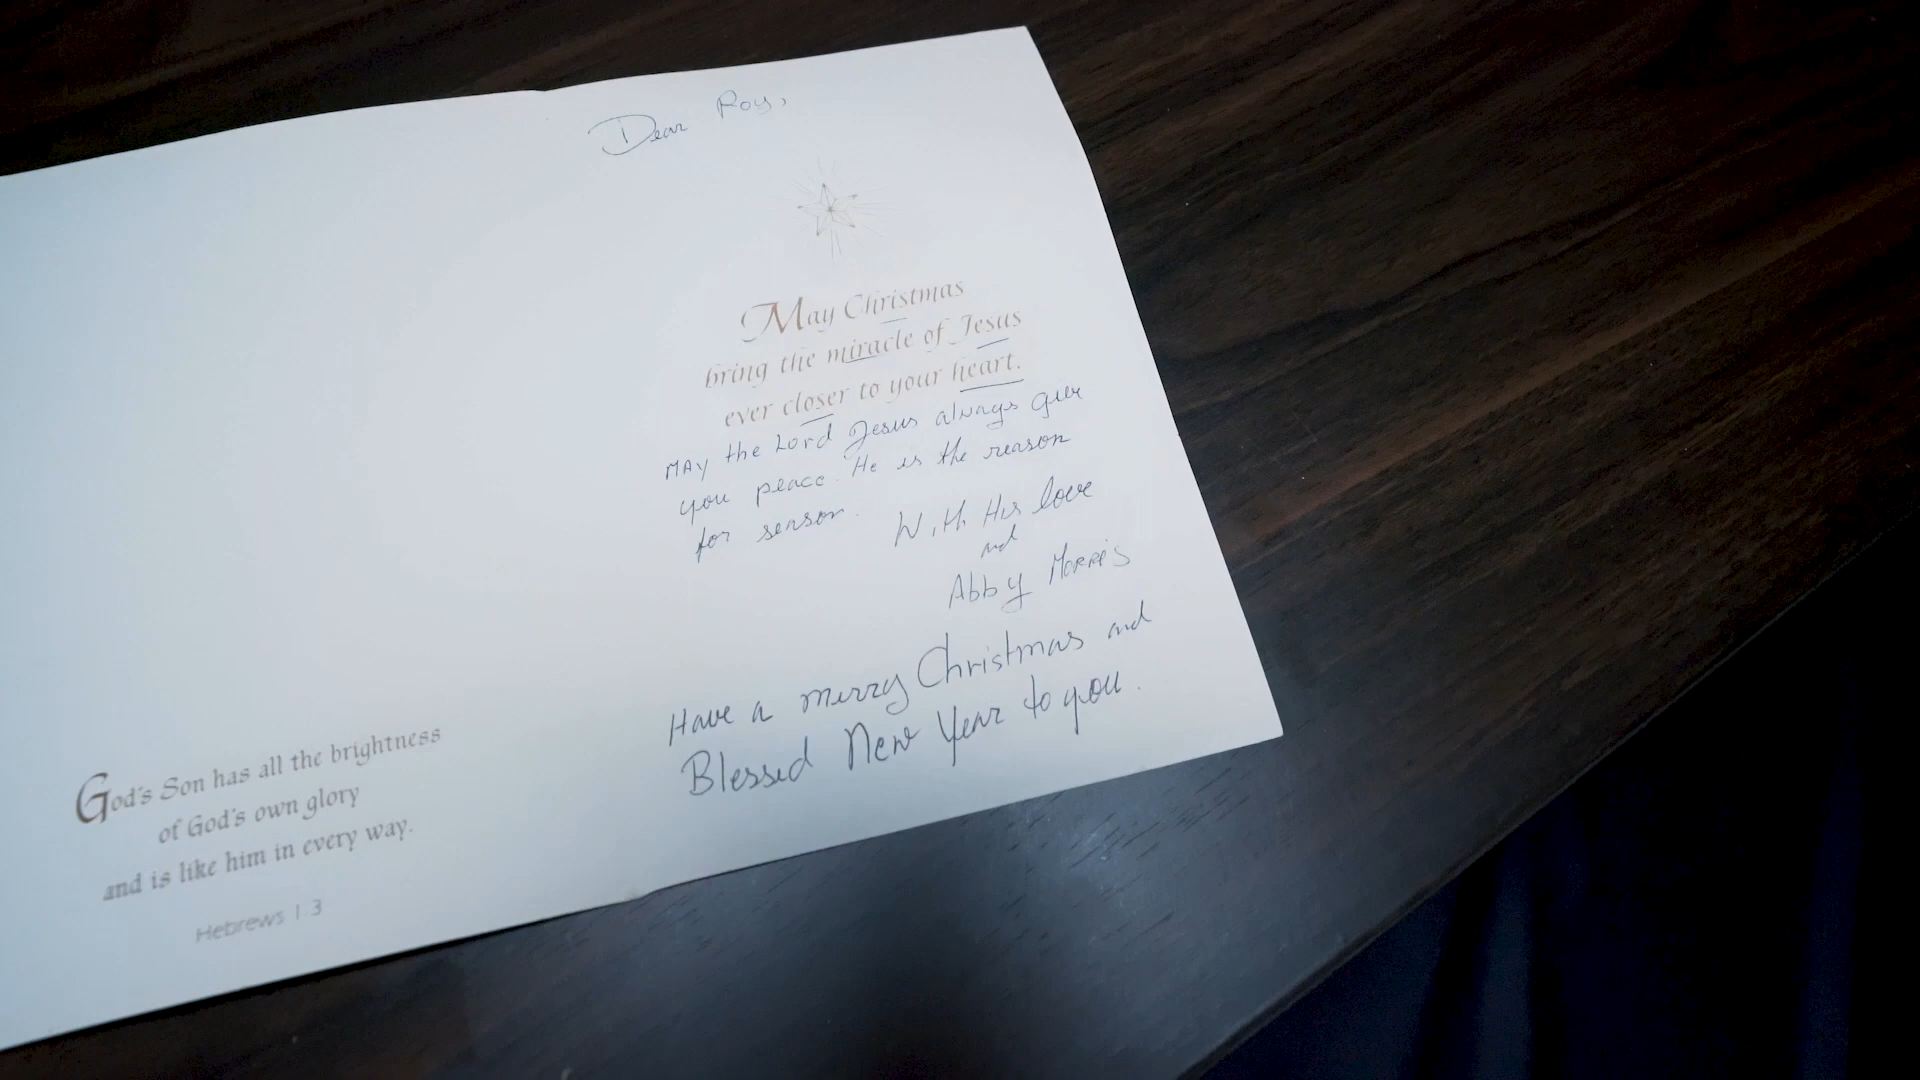 God's Son has all the brightness
of God's own glory
and is like him in every way.
Hebrews 1 3
Dear Roy,
May Christmas
bring the miracle of Jesus
ever closer to your heart.
MAY the Lord Jesus always give
you peace. He is the reason
for season.
With His love
and
Abby Morris
Have a merry Christmas and
Blessed New Year to you.